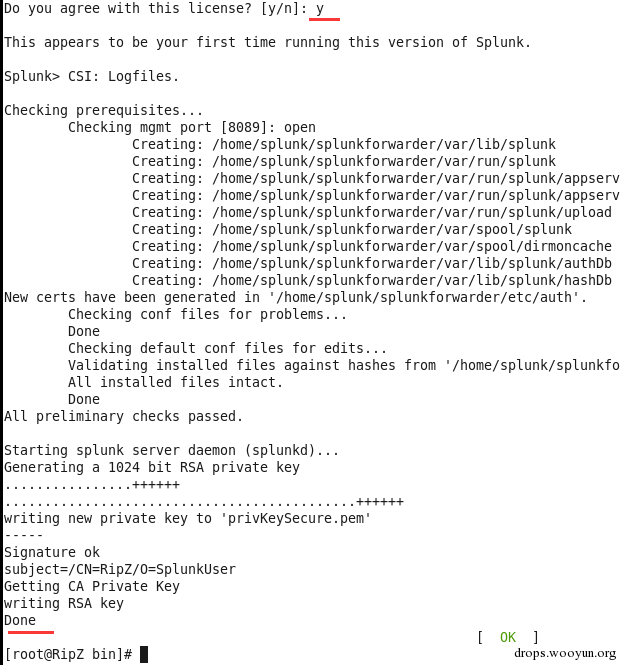 Do you agree with this license? [y/n]: y
This appears to be your first time running this version of Splunk.
Splunk> CSI: Logfiles.
Checking prerequisites...
Checking mgmt port [8089]: open
Creating: /home/splunk/splunkforwarder/var/lib/splunk
Creating: /home/splunk/splunkforwarder/var/run/splunk
Creating: /home/splunk/splunkforwarder/var/run/splunk/appserv
Creating: /home/splunk/splunkforwarder/var/run/splunk/appserv
Creating: /home/splunk/splunkforwarder/var/run/splunk/upload
Creating: /home/splunk/splunkforwarder/var/spool/splunk
Creating: /home/splunk/splunkforwarder/var/spool/dirmoncache
Creating: /home/splunk/splunkforwarder/var/lib/splunk/authDb
Creating: /home/splunk/splunkforwarder/var/lib/splunk/hashDb
New certs have been generated in '/home/splunk/splunkforwarder/etc/auth'.
Checking conf files for problems...
Done
Checking default conf files for edits...
Validating installed files against hashes from '/home/splunk/splunkfo
All installed files intact.
Done
All preliminary checks passed.
Starting splunk server daemon (splunkd)...
Generating a 1024 bit RSA private key
................++++++
............................................++++++
writing new private key to 'privKeySecure.pem'
-----
Signature ok
subject=/CN=RipZ/O=SplunkUser
Getting CA Private Key
writing RSA key
Done
[ OK ]
[root@RipZ bin]#
drops.wooyun.org